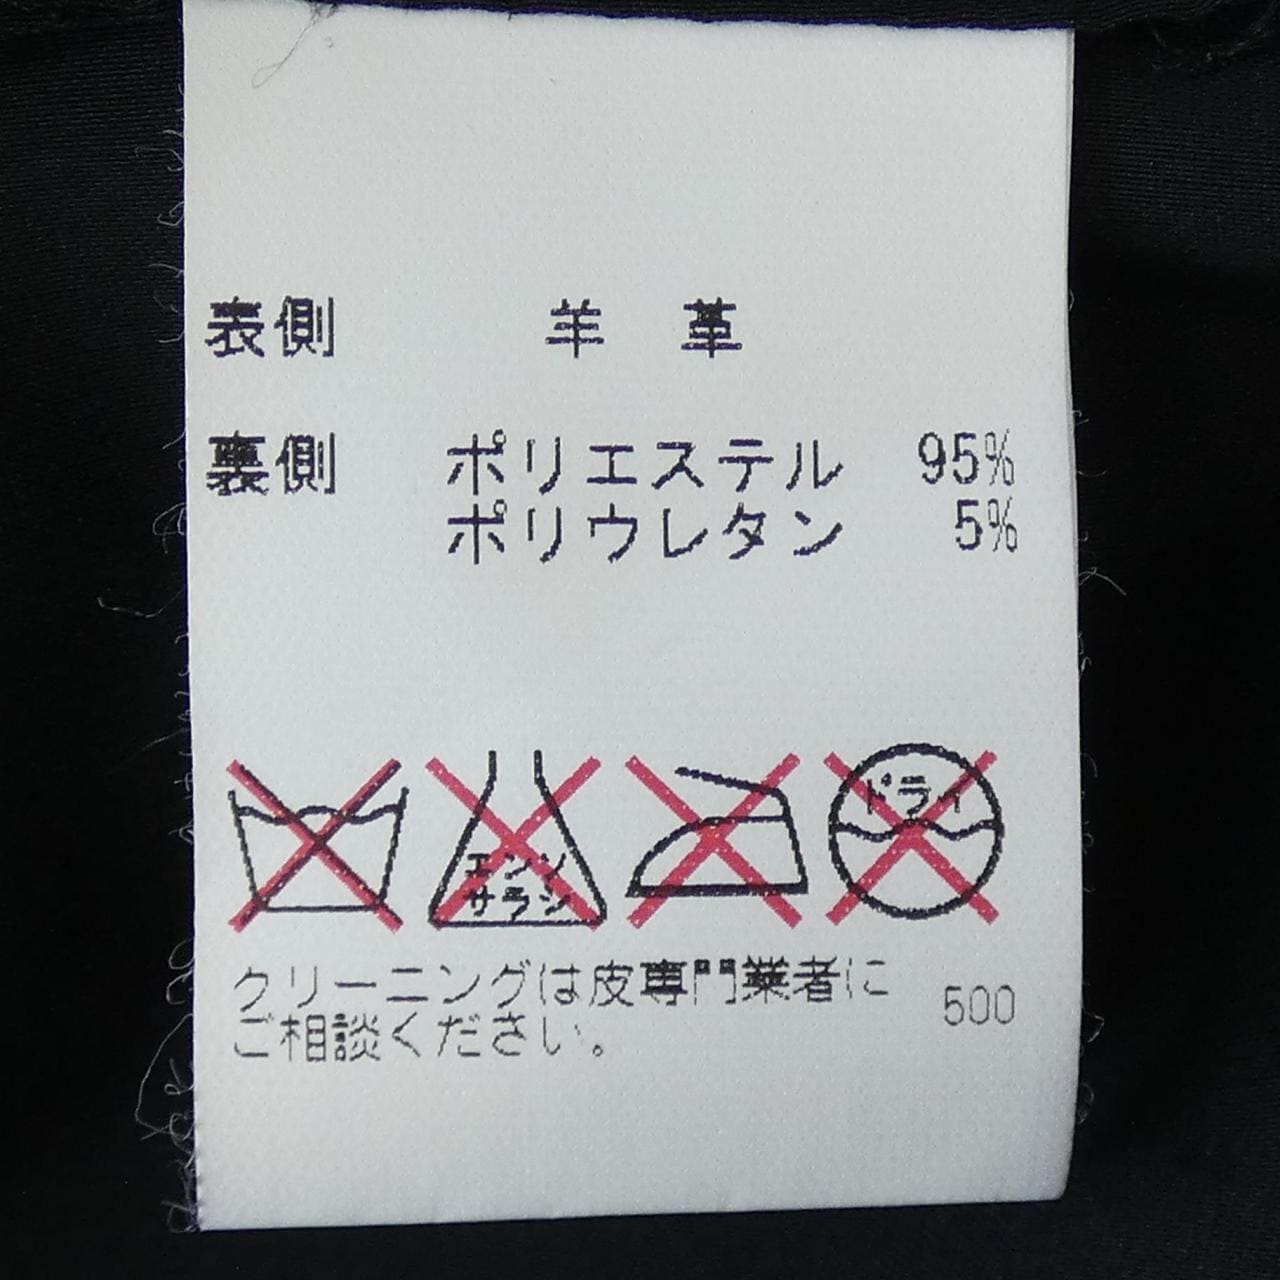 表側 羊 革
裏側 ポリエステル 95%
ポリウレタン 5%
エンソ
サラシ
ドライ
クリーニングは皮専門業者に
ご相談ください。
500